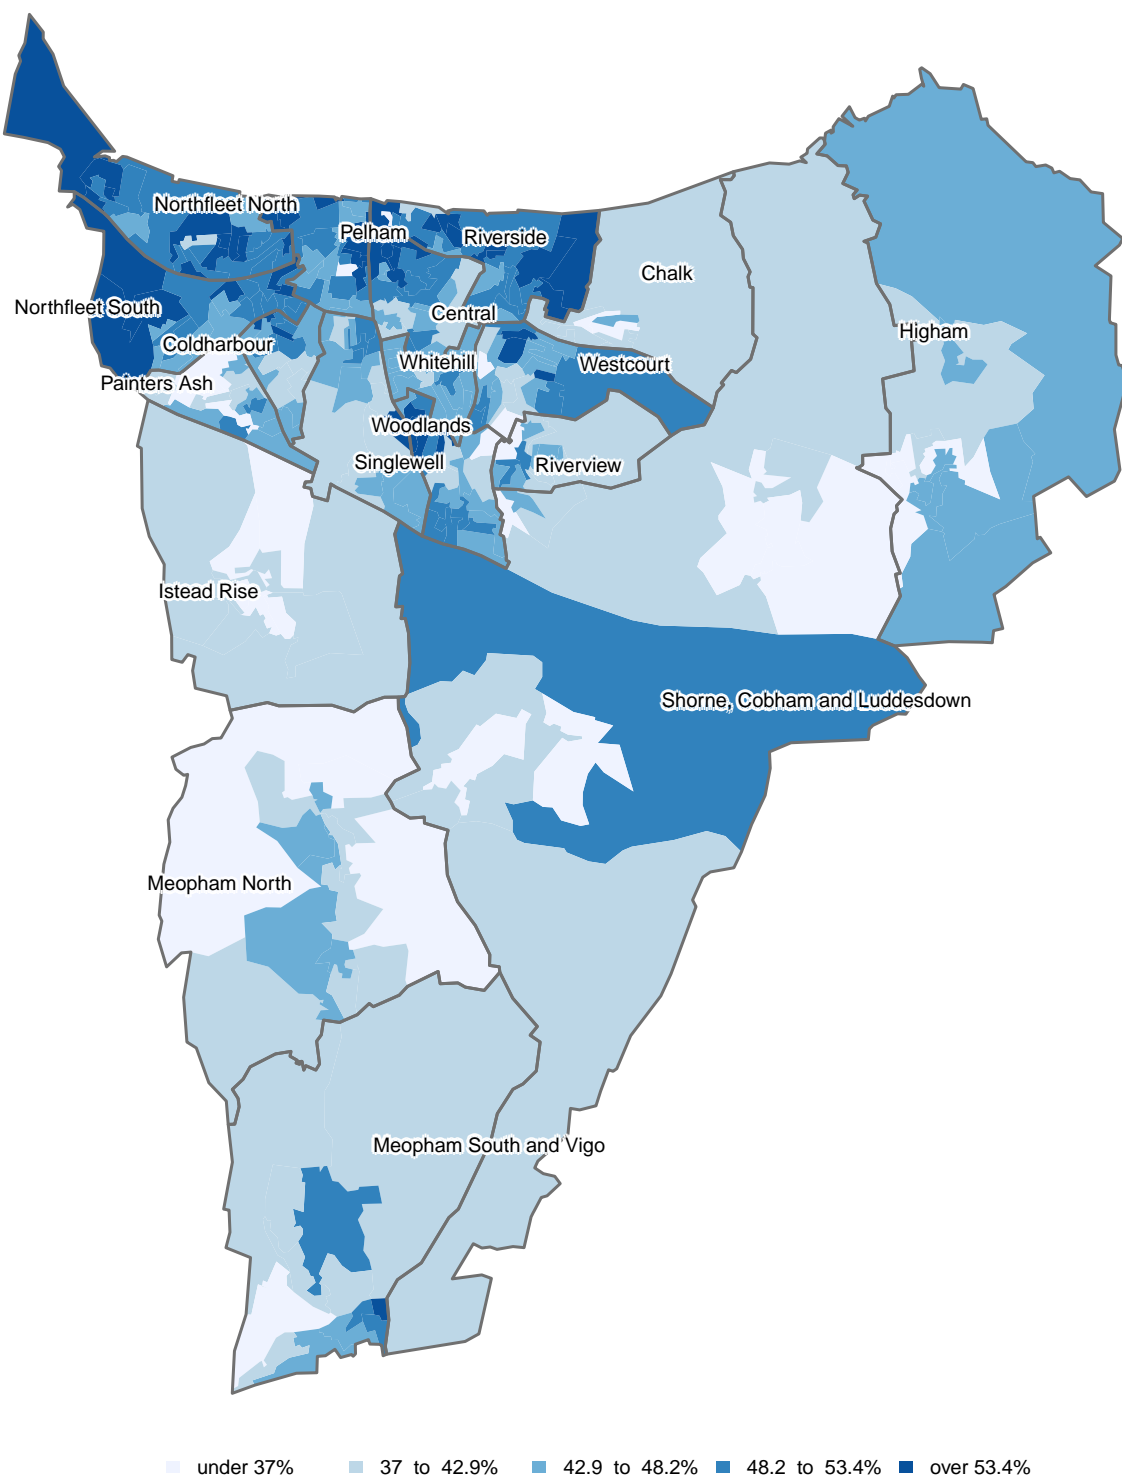 Northfleet North
Pelham
Riverside
Chalk
Northfleet South
Central
Higham
Coldharbour
Whitehill
Westcourt
Painters Ash
Woodlands
Singlewell
Riverview
Istead Rise
Shorne, Cobham and Luddesdown
Meopham North
Meopham South and Vigo
under 37% 37 to 42.9% 42.9 to 48.2% 48.2 to 53.4% over 53.4%